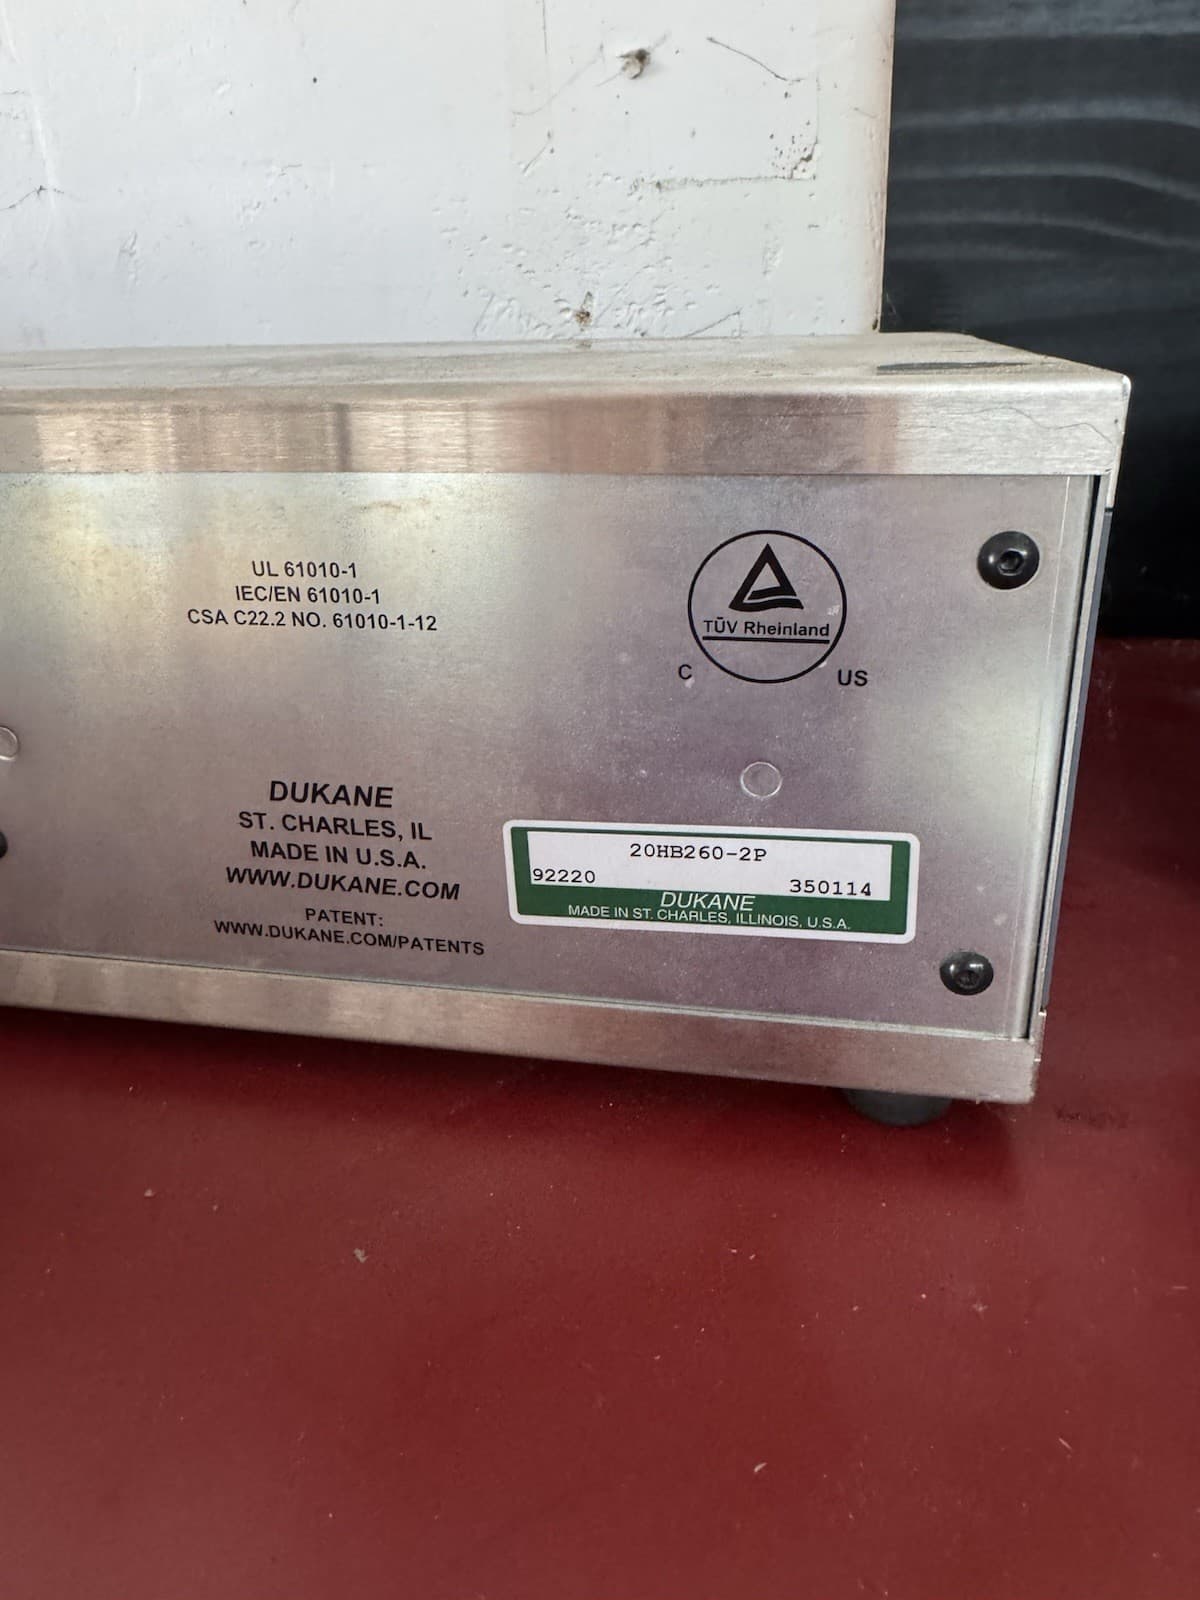 UL 61010-1
IEC/EN 61010-1
CSA C22.2 NO. 61010-1-12
TÜV Rheinland
C US
DUKANE
ST. CHARLES, IL
MADE IN U.S.A.
WWW.DUKANE.COM
PATENT:
WWW.DUKANE.COM/PATENTS
20HB260-2P
92220 350114
DUKANE
MADE IN ST. CHARLES, ILLINOIS, U.S.A.